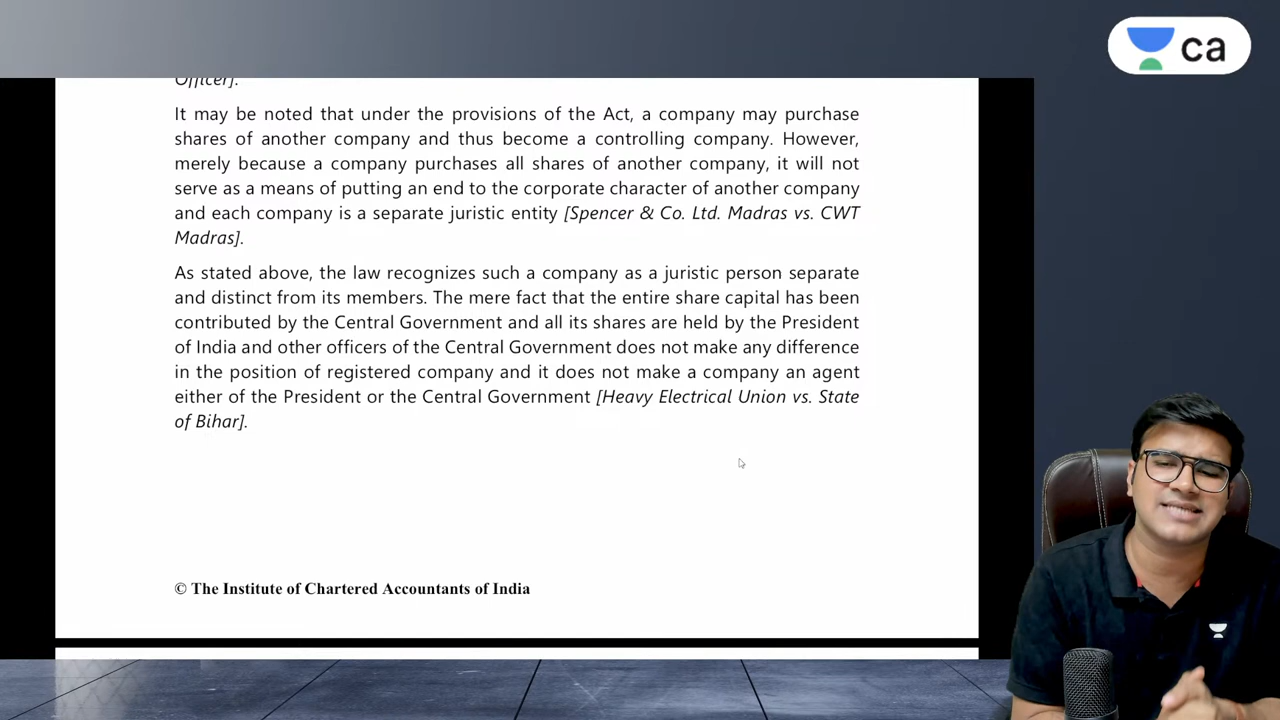 ca
Officer].
It may be noted that under the provisions of the Act, a company may purchase
shares of another company and thus become a controlling company. However,
merely because a company purchases all shares of another company, it will not
serve as a means of putting an end to the corporate character of another company
and each company is a separate juristic entity [Spencer & Co. Ltd. Madras vs. CWT
Madras].
As stated above, the law recognizes such a company as a juristic person separate
and distinct from its members. The mere fact that the entire share capital has been
contributed by the Central Government and all its shares are held by the President
of India and other officers of the Central Government does not make any difference
in the position of registered company and it does not make a company an agent
either of the President or the Central Government [Heavy Electrical Union vs. State
of Bihar].
© The Institute of Chartered Accountants of India